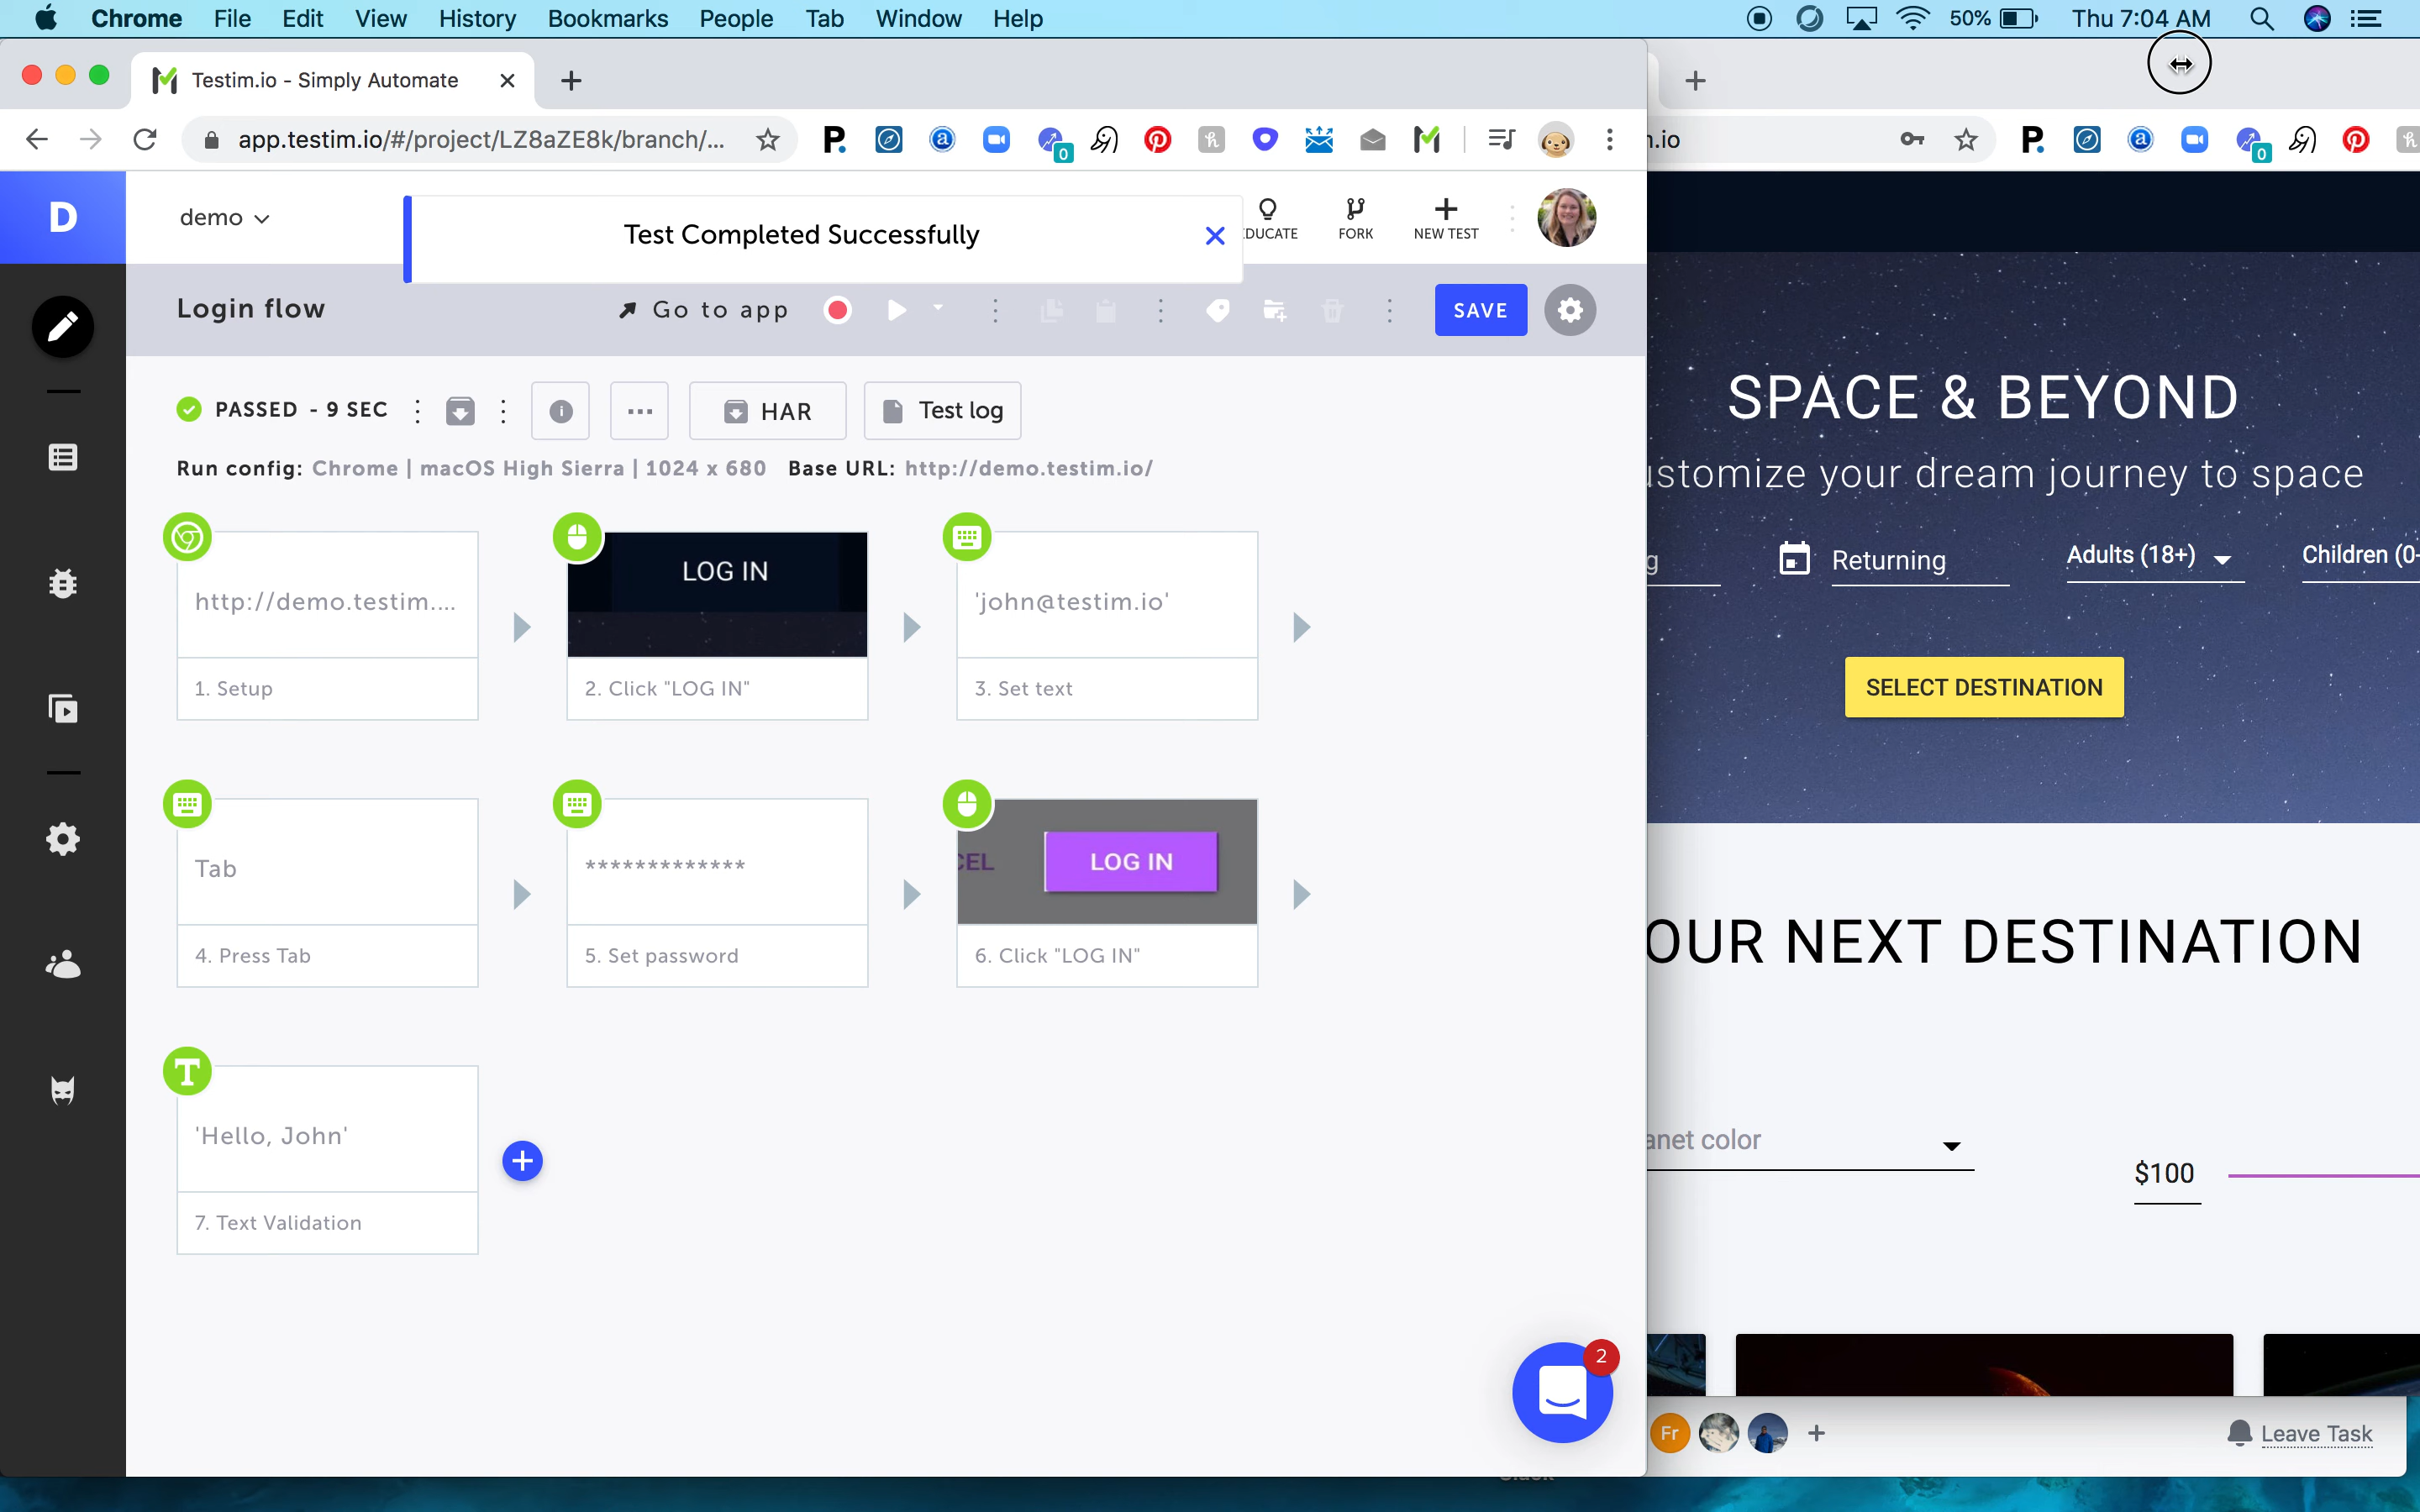 Chrome File Edit View History Bookmarks People Tab Window Help
50% Thu 7:04 AM
Testim.io - Simply Automate
app.testim.io/#/project/LZ8aZE8k/branch/...
0
.io
0
D
demo
Test Completed Successfully
DUCATE
FORK
NEW TEST
Login flow
Go to app
SAVE
PASSED - 9 SEC
HAR
Test log
Run config: Chrome | macOS High Sierra | 1024 x 680 Base URL: http://demo.testim.io/
http://demo.testim....
1. Setup
LOG IN
2. Click "LOG IN"
'john@testim.io'
3. Set text
Tab
4. Press Tab
*************
5. Set password
CEL
LOG IN
6. Click "LOG IN"
'Hello, John'
7. Text Validation
2
SPACE & BEYOND
ustomize your dream journey to space
g
Returning
Adults (18+)
Children (0-
SELECT DESTINATION
OUR NEXT DESTINATION
anet color
$100
Fr
Leave Task